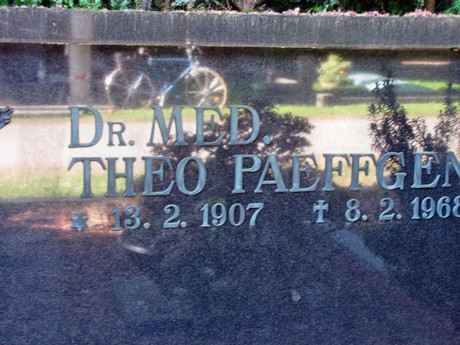 Dr. Med.
Theo Paeffgen
* 13. 2. 1907 † 8. 2. 1968